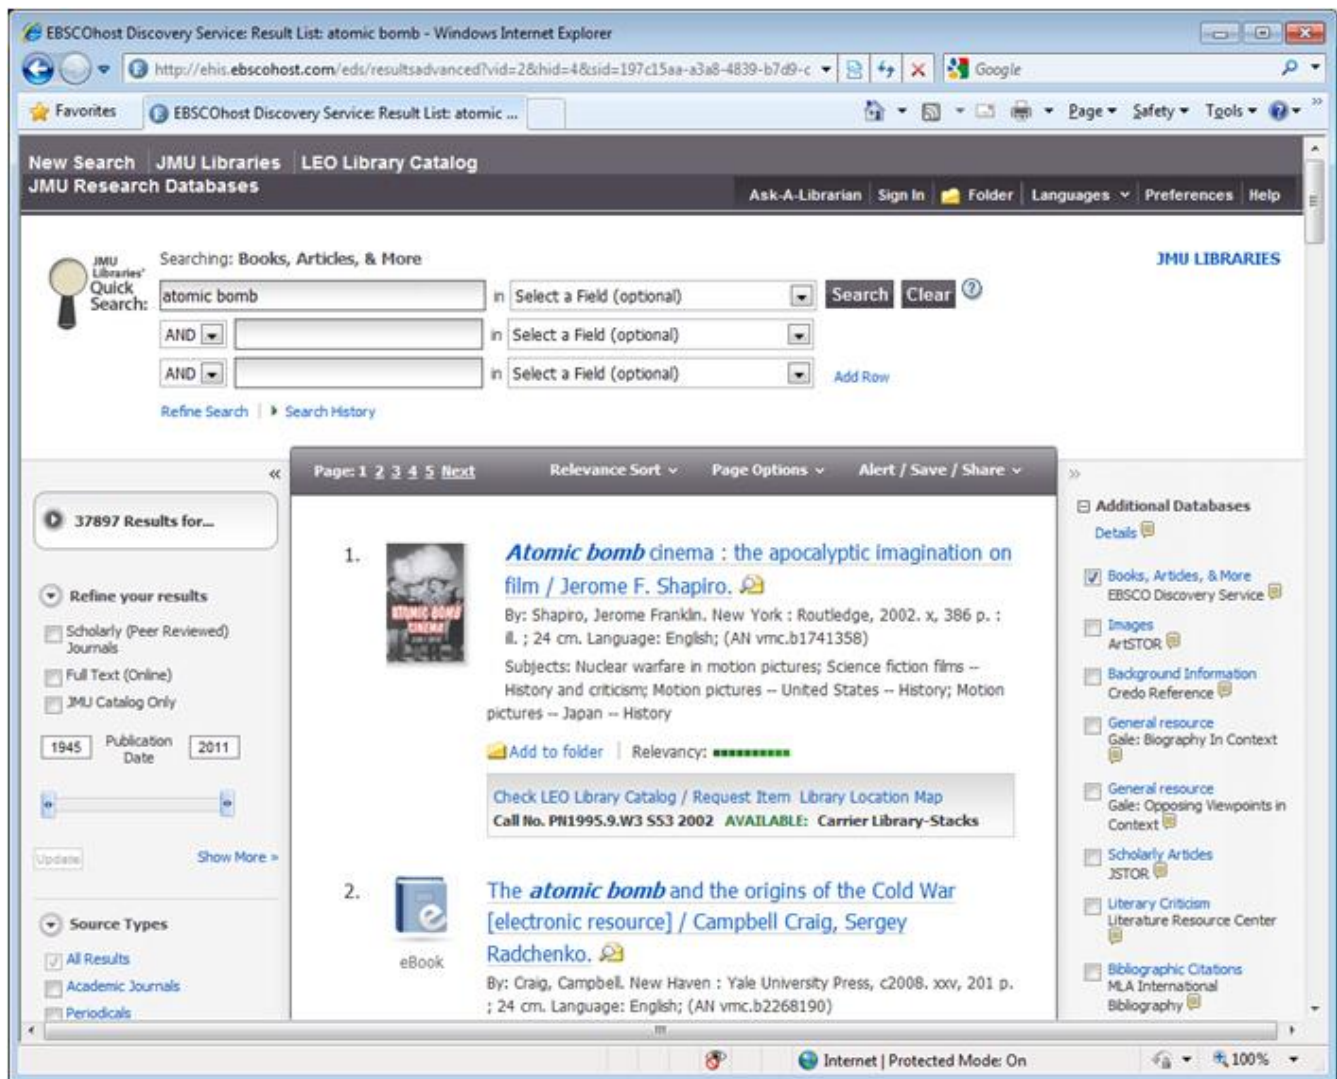 EBSCOhost Discovery Service: Result List: atomic bomb - Windows Internet Explorer
http://ehis.ebscohost.com/eds/resultsadvanced?vid=2&hid=4&sid=197c15aa-a3a8-4839-b7d9-c
Google
Favorites
EBSCOhost Discovery Service: Result List: atomic ...
Page Safety Tools
New Search JMU Libraries LEO Library Catalog
JMU Research Databases
Ask-A-Librarian Sign In Folder Languages Preferences Help
JMU Libraries' Quick Search:
Searching: Books, Articles, & More
JMU LIBRARIES
atomic bomb in Select a Field (optional) Search Clear
AND in Select a Field (optional)
AND in Select a Field (optional) Add Row
Refine Search | Search History
« Page: 1 2 3 4 5 Next Relevance Sort Page Options Alert / Save / Share »
37897 Results for...
Refine your results
Scholarly (Peer Reviewed)
Journals
Full Text (Online)
JMU Catalog Only
1945 Publication Date 2011
Update Show More »
Source Types
All Results
Academic Journals
Periodicals
1.
ATOMIC BOMB
CINEMA
Atomic bomb cinema : the apocalyptic imagination on
film / Jerome F. Shapiro.
By: Shapiro, Jerome Franklin. New York : Routledge, 2002. x, 386 p. :
ill. ; 24 cm. Language: English; (AN vmc.b1741358)
Subjects: Nuclear warfare in motion pictures; Science fiction films --
History and criticism; Motion pictures -- United States -- History; Motion
pictures -- Japan -- History
Add to folder | Relevancy:
Check LEO Library Catalog / Request Item Library Location Map
Call No. PN1995.9.W3 S53 2002 AVAILABLE: Carrier Library-Stacks
2.
eBook
The atomic bomb and the origins of the Cold War
[electronic resource] / Campbell Craig, Sergey
Radchenko.
By: Craig, Campbell. New Haven : Yale University Press, c2008. xxv, 201 p.
; 24 cm. Language: English; (AN vmc.b2268190)
Additional Databases
Details
Books, Articles, & More
EBSCO Discovery Service
Images
ArtSTOR
Background Information
Credo Reference
General resource
Gale: Biography In Context
General resource
Gale: Opposing Viewpoints in
Context
Scholarly Articles
JSTOR
Literary Criticism
Literature Resource Center
Bibliographic Citations
MLA International
Bibliography
Internet | Protected Mode: On
100%